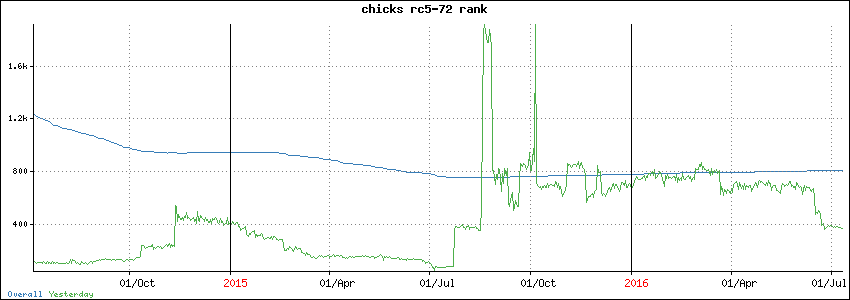 chicks rc5-72 rank
1.6k
1.2k
800
400
01/Oct 2015 01/Apr 01/Jul 01/Oct 2016 01/Apr 01/Jul
Overall Yesterday